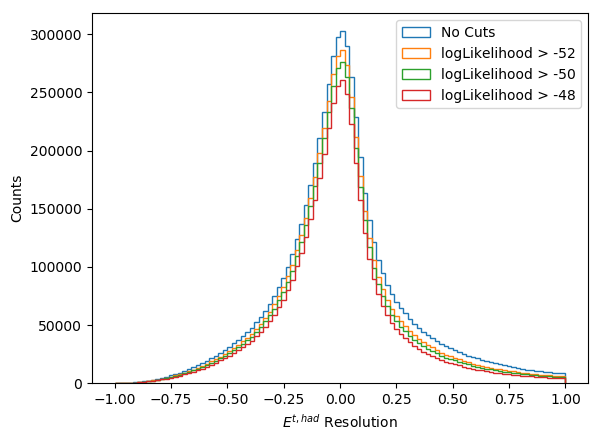 No Cuts
logLikelihood > -52
logLikelihood > -50
logLikelihood > -48
Counts
300000
250000
200000
150000
100000
50000
0
−1.00 −0.75 −0.50 −0.25 0.00 0.25 0.50 0.75 1.00
E^{t, had} Resolution